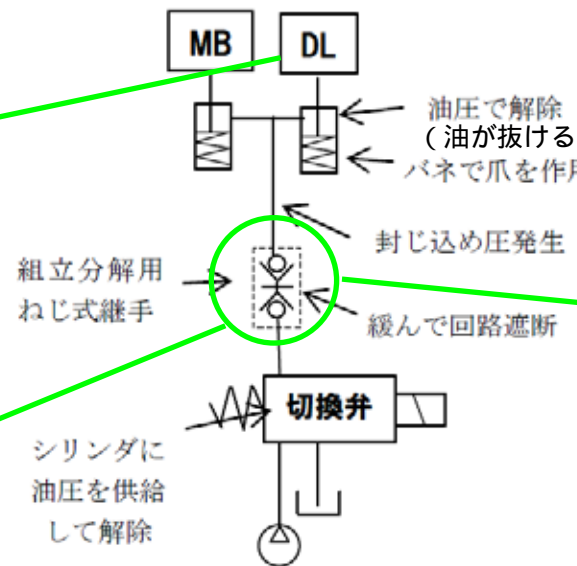 MB
DL
油圧で解除
（油が抜ける
バネで爪を作用
封じ込め圧発生
組立分解用
ねじ式継手
緩んで回路遮断
切換弁
シリンダに
油圧を供給
して解除